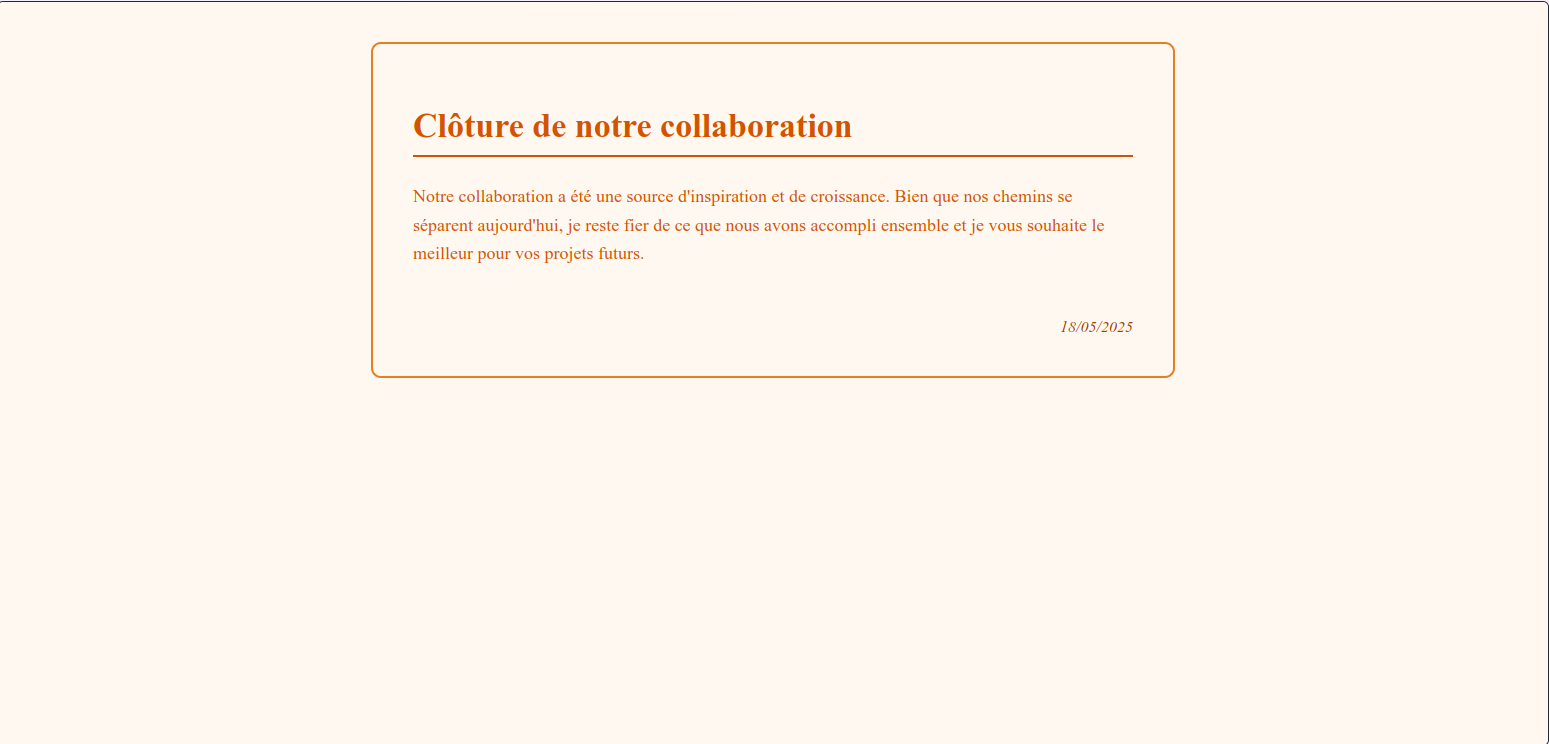 Clôture de notre collaboration
Notre collaboration a été une source d'inspiration et de croissance. Bien que nos chemins se
séparent aujourd'hui, je reste fier de ce que nous avons accompli ensemble et je vous souhaite le
meilleur pour vos projets futurs.
18/05/2025